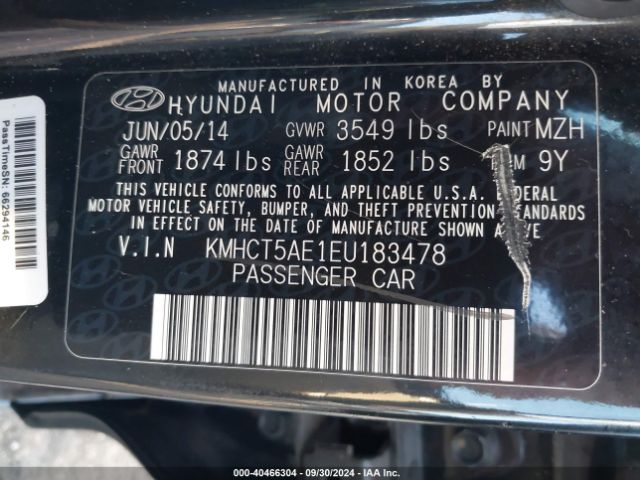 MANUFACTURED IN KOREA BY
HYUNDAI MOTOR COMPANY
JUN/05/14 GVWR 3549 lbs PAINT MZH
GAWR FRONT 1874 lbs GAWR REAR 1852 lbs 9Y
THIS VEHICLE CONFORMS TO ALL APPLICABLE U.S.A. FEDERAL
MOTOR VEHICLE SAFETY, BUMPER, AND THEFT PREVENTION STANDARDS
IN EFFECT ON THE DATE OF MANUFACTURE SHOWN ABOVE.
V.I.N KMHCT5AE1EU183478
PASSENGER CAR
PassTimeSN: 66294146
000-40466304 - 09/30/2024 - IAA Inc.